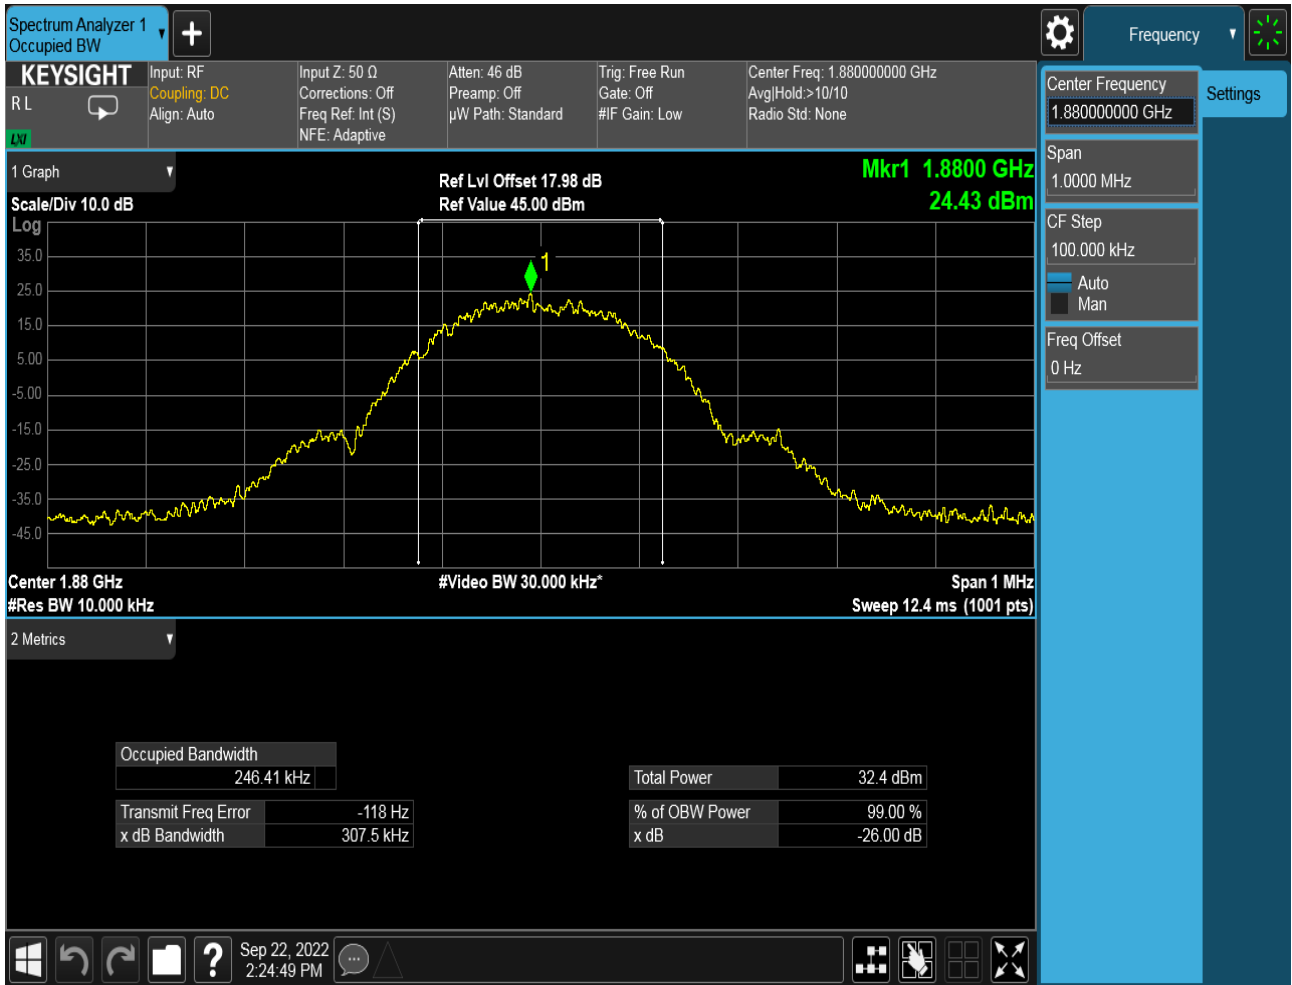 Spectrum Analyzer 1
Occupied BW
Frequency
KEYSIGHT
R L
LXI
Input: RF
Coupling: DC
Align: Auto
Input Z: 50 Ω
Corrections: Off
Freq Ref: Int (S)
NFE: Adaptive
Atten: 46 dB
Preamp: Off
µW Path: Standard
Trig: Free Run
Gate: Off
#IF Gain: Low
Center Freq: 1.880000000 GHz
Avg|Hold:>10/10
Radio Std: None
Center Frequency
1.880000000 GHz
Settings
Span
1.0000 MHz
CF Step
100.000 kHz
Auto
Man
Freq Offset
0 Hz
1 Graph
Scale/Div 10.0 dB
Log
Ref Lvl Offset 17.98 dB
Ref Value 45.00 dBm
Mkr1 1.8800 GHz
24.43 dBm
1
35.0
25.0
15.0
5.00
-5.00
-15.0
-25.0
-35.0
-45.0
Center 1.88 GHz
#Video BW 30.000 kHz*
Span 1 MHz
#Res BW 10.000 kHz
Sweep 12.4 ms (1001 pts)
2 Metrics
Occupied Bandwidth
246.41 kHz
Total Power 32.4 dBm
Transmit Freq Error -118 Hz
% of OBW Power 99.00 %
x dB Bandwidth 307.5 kHz
x dB -26.00 dB
?
Sep 22, 2022
2:24:49 PM